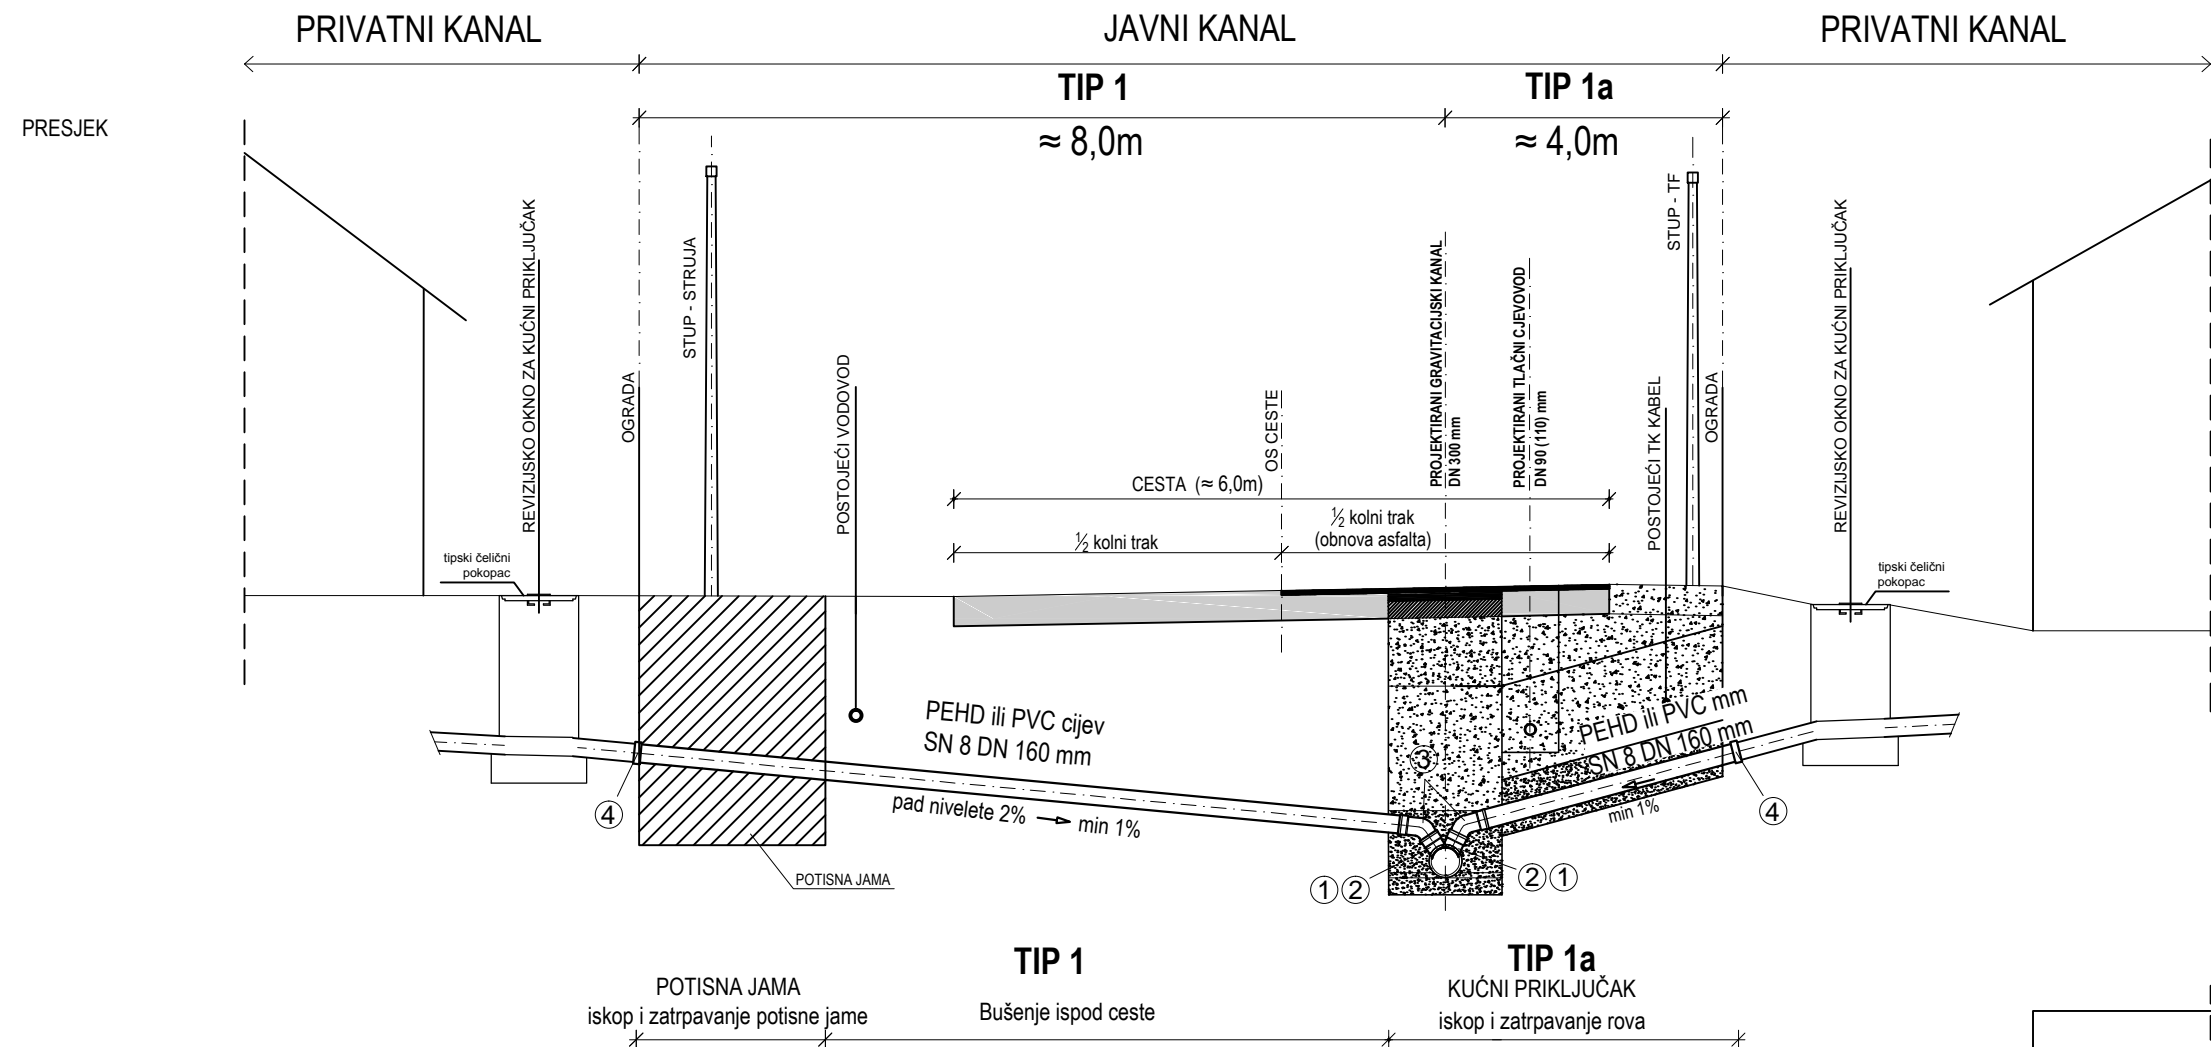 PRIVATNI KANAL
JAVNI KANAL
PRIVATNI KANAL
TIP 1
TIP 1a
PRESJEK
≈ 8,0m
≈ 4,0m
REVIZIJSKO OKNO ZA KUĆNI PRIKLJUČAK
OGRADA
STUP - STRUJA
POSTOJEĆI VODOVOD
OS CESTE
PROJEKTIRANI GRAVITACIJSKI KANAL
DN 300 mm
PROJEKTIRANI TLAČNI CJEVOVOD
DN 90 (110) mm
POSTOJEĆI TK KABEL
STUP - TF
OGRADA
REVIZIJSKO OKNO ZA KUĆNI PRIKLJUČAK
CESTA (≈ 6,0m)
½ kolni trak
½ kolni trak
(obnova asfalta)
tipski čelični
pokopac
tipski čelični
pokopac
PEHD ili PVC cijev
SN 8 DN 160 mm
pad nivelete 2% → min 1%
PEHD ili PVC mm
SN 8 DN 160 mm
min 1%
③
④
④
① ②
② ①
POTISNA JAMA
TIP 1
TIP 1a
POTISNA JAMA
iskop i zatrpavanje potisne jame
Bušenje ispod ceste
KUĆNI PRIKLJUČAK
iskop i zatrpavanje rova